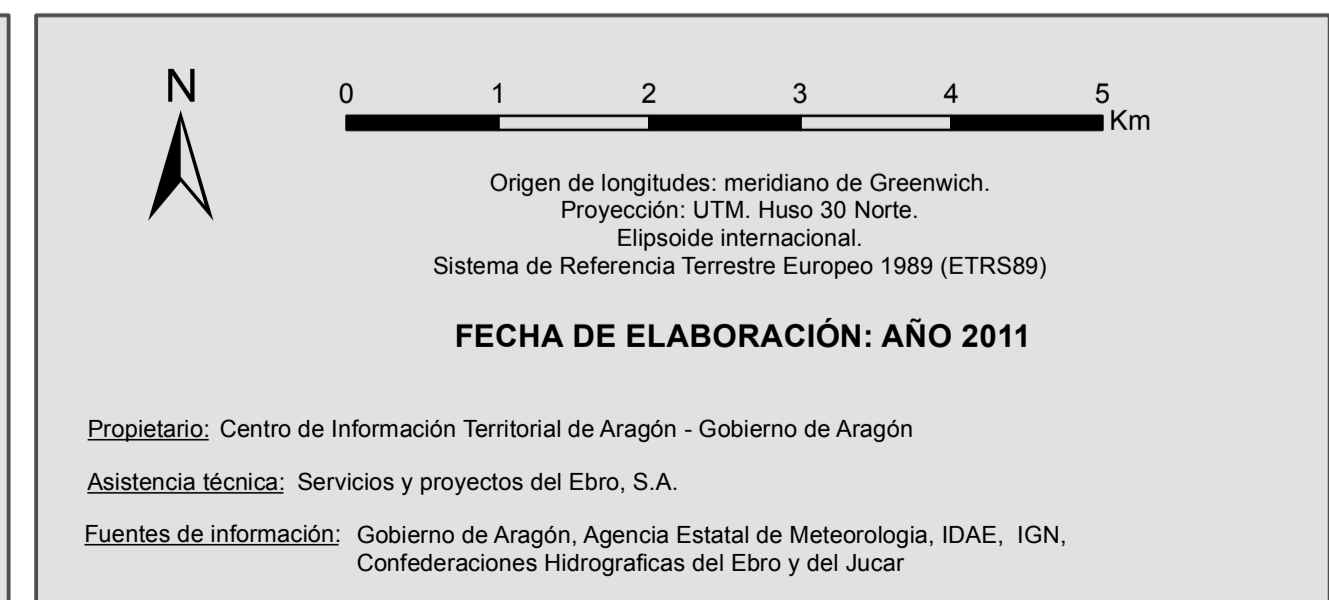 N
0 1 2 3 4 5
Km
Origen de longitudes: meridiano de Greenwich.
Proyección: UTM. Huso 30 Norte.
Elipsoide internacional.
Sistema de Referencia Terrestre Europeo 1989 (ETRS89)
FECHA DE ELABORACIÓN: AÑO 2011
Propietario: Centro de Información Territorial de Aragón - Gobierno de Aragón
Asistencia técnica: Servicios y proyectos del Ebro, S.A.
Fuentes de información: Gobierno de Aragón, Agencia Estatal de Meteorologia, IDAE, IGN,
Confederaciones Hidrograficas del Ebro y del Jucar